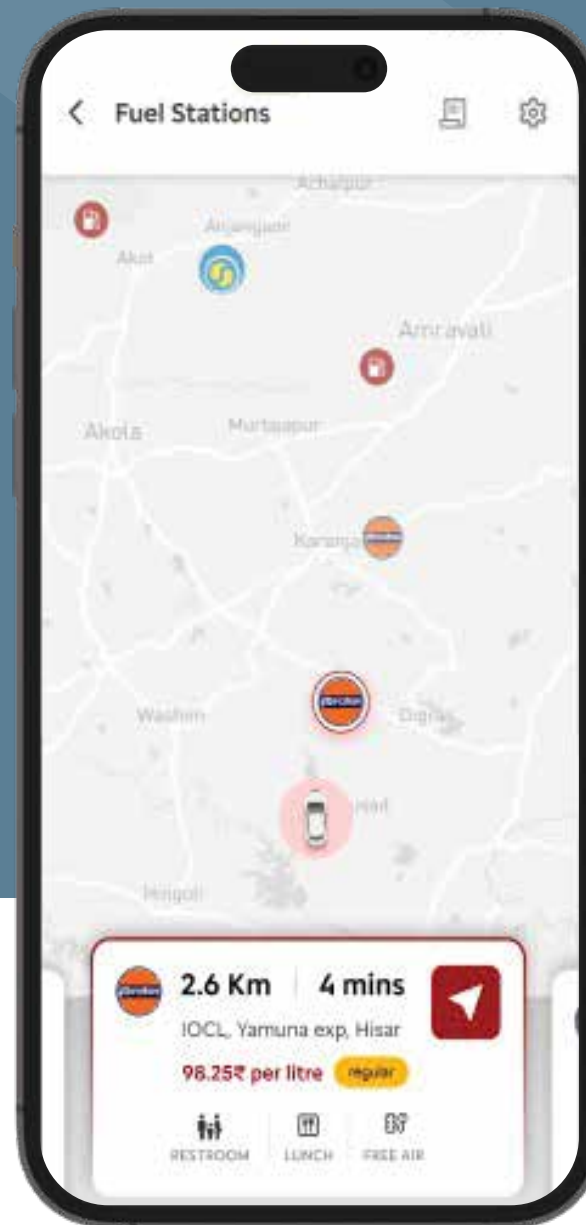 Fuel Stations
Achalpur
Anjangaon
Akot
Amravati
Akola
Murtajapur
Karanja
Washim
Digras
Hingoli
2.6 Km
4 mins
IOCL, Yamuna exp, Hisar
98.25₹ per litre
regular
RESTROOM
LUNCH
FREE AIR